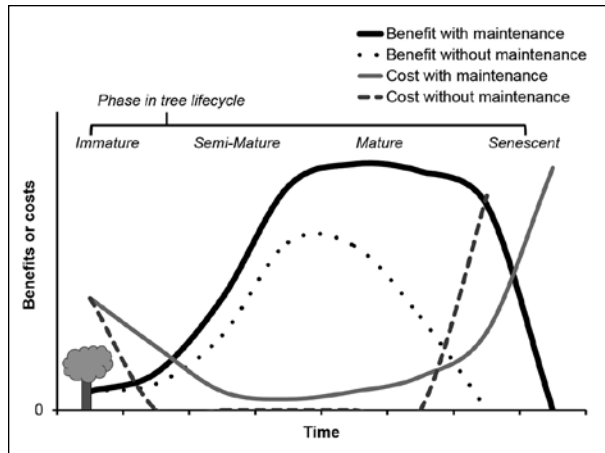 Benefit with maintenance
Benefit without maintenance
Cost with maintenance
Cost without maintenance
Phase in tree lifecycle
Immature Semi-Mature Mature Senescent
Benefits or costs
0
Time